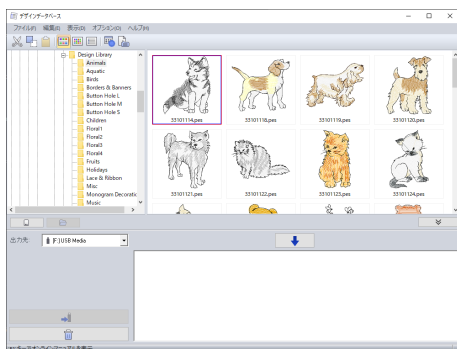 デザインデータベース
ファイル(F) 編集(E) 表示(D) オプション(O) ヘルプ(H)
Design Library
Animals
Aquatic
Birds
Borders & Banners
Button Hole L
Button Hole M
Button Hole S
Children
Floral1
Floral2
Floral3
Floral4
Fruits
Holidays
Lace & Ribbon
Misc
Monogram Decoratic
Music
33101114.pes
33101118.pes
33101119.pes
33101120.pes
33101121.pes
33101122.pes
33101123.pes
33101124.pes
出力先:
[F:]USB Media